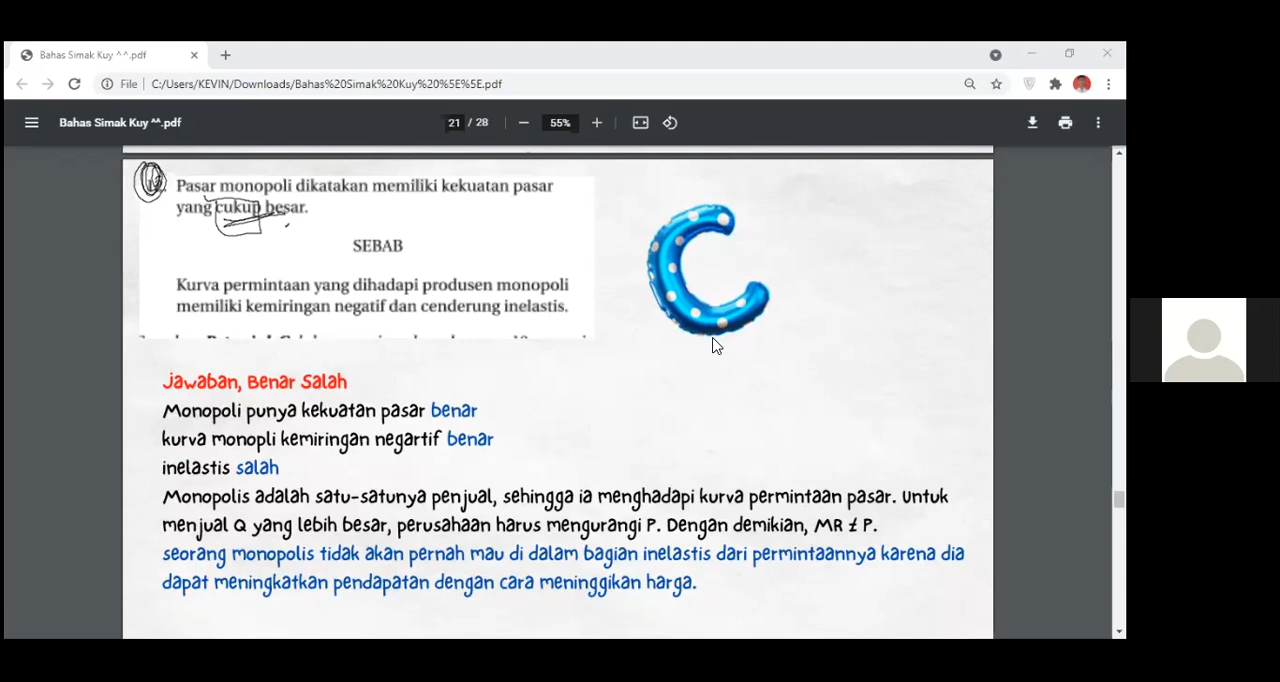 Bahas Simak Kuy ^^.pdf
File
C:/Users/KEVIN/Downloads/Bahas%20Simak%20Kuy%20%5E%5E.pdf
Bahas Simak Kuy ^^.pdf
21 / 28
55%
Pasar monopoli dikatakan memiliki kekuatan pasar
yang cukup besar.
SEBAB
Kurva permintaan yang dihadapi produsen monopoli
memiliki kemiringan negatif dan cenderung inelastis.
C
Jawaban, Benar Salah
Monopoli punya kekuatan pasar benar
kurva monopli kemiringan negartif benar
inelastis salah
Monopolis adalah satu-satunya penjual, sehingga ia menghadapi kurva permintaan pasar. Untuk
menjual Q yang lebih besar, perusahaan harus mengurangi P. Dengan demikian, MR ≠ P.
seorang monopolis tidak akan pernah mau di dalam bagian inelastis dari permintaannya karena dia
dapat meningkatkan pendapatan dengan cara meninggikan harga.